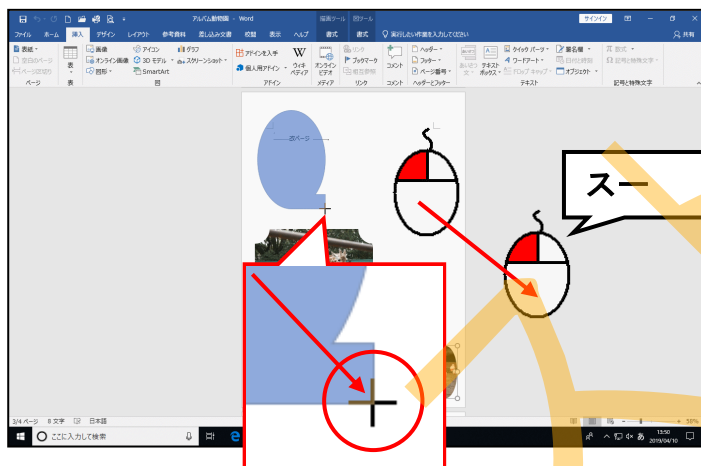 アルバム動物園 - Word
描画ツール 図ツール
サインイン
ファイル ホーム 挿入 デザイン レイアウト 参考資料 差し込み文書 校閲 表示 ヘルプ 書式 書式 実行したい作業を入力してください 共有
表紙 表 画像 アイコン グラフ アドインを入手 ウィキペディア オンラインビデオ リンク コメント ヘッダー テキストボックス クイック パーツ 署名欄 数式
空白のページ オンライン画像 3D モデル スクリーンショット 個人用アドイン ブックマーク フッター ワードアート 日付と時刻 記号と特殊文字
ページ区切り 図形 SmartArt 相互参照 ページ番号 ドロップ キャップ オブジェクト
ページ 表 図 アドイン メディア リンク コメント ヘッダーとフッター テキスト 記号と特殊文字
改ページ
スー
2/4 ページ 8 文字 日本語 58%
ここに入力して検索
あ
13:50
2019/04/10